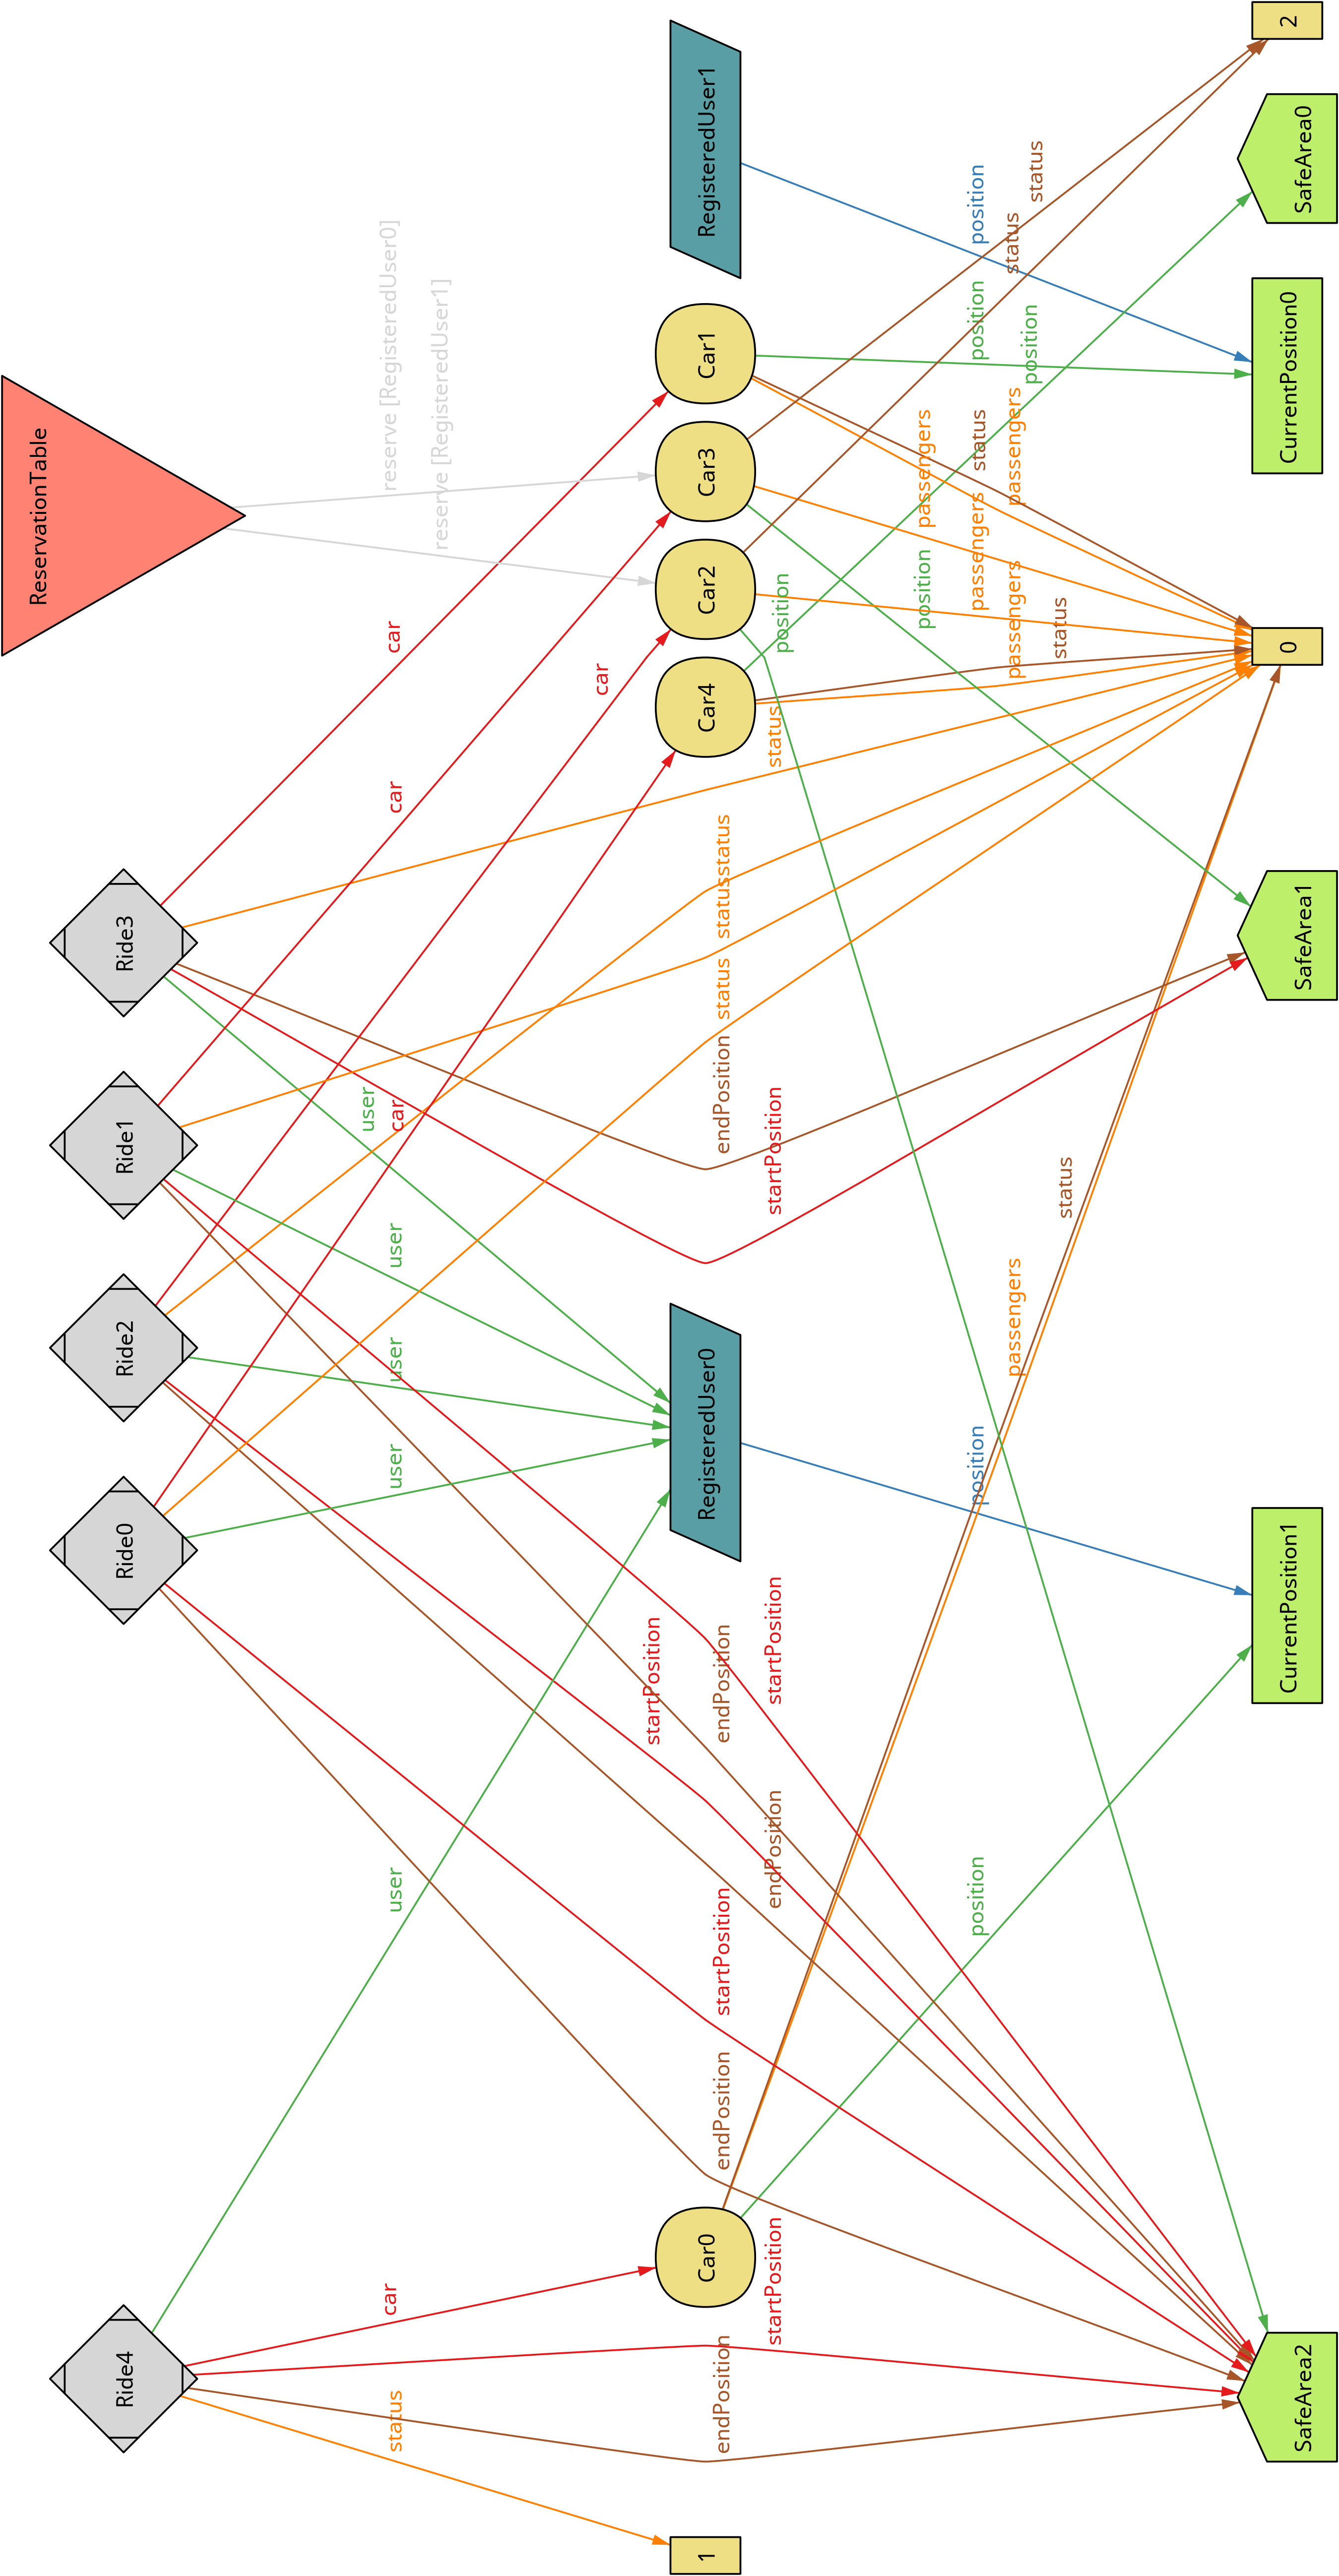 ReservationTable
Ride4
Ride0
Ride2
Ride1
Ride3
user
status
car
user
user
user
user
car
car
car
reserve [RegisteredUser0]
reserve [RegisteredUser1]
car
startPosition
1
Car0
RegisteredUser0
Car4
Car2
Car3
Car1
RegisteredUser1
endPosition
endPosition
startPosition
endPosition
endPosition
status
status
status
startPosition
endPosition
startPosition
startPosition
status
position
position
passengers
position
position
passengers
status
position
position
passengers
passengers
passengers
status
position
status
status
status
SafeArea2
CurrentPosition1
SafeArea1
0
CurrentPosition0
SafeArea0
2